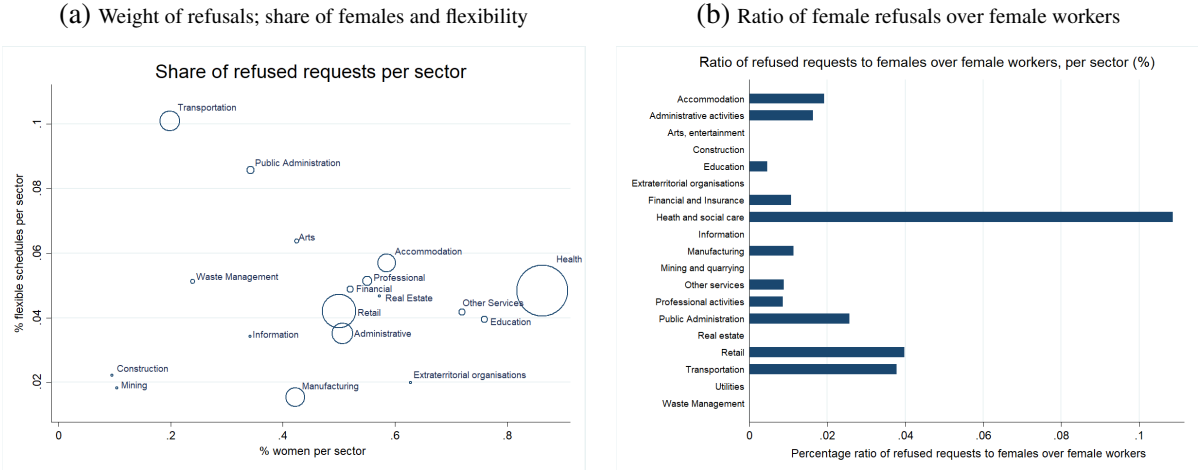 (a) Weight of refusals; share of females and flexibility
Share of refused requests per sector
% flexible schedules per sector
.1
.08
.06
.04
.02
Transportation
Public Administration
Arts
Accommodation
Health
Waste Management
Professional
Financial
Real Estate
Other Services
Retail
Education
Information
Administrative
Construction
Mining
Extraterritorial organisations
Manufacturing
0
.2
.4
.6
.8
% women per sector
(b) Ratio of female refusals over female workers
Ratio of refused requests to females over female workers, per sector (%)
Accommodation
Administrative activities
Arts, entertainment
Construction
Education
Extraterritorial organisations
Financial and Insurance
Heath and social care
Information
Manufacturing
Mining and quarrying
Other services
Professional activities
Public Administration
Real estate
Retail
Transportation
Utilities
Waste Management
0
.02
.04
.06
.08
.1
Percentage ratio of refused requests to females over female workers